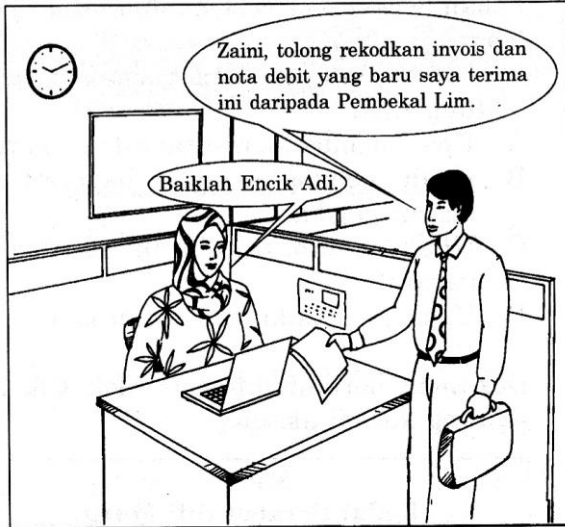 Zaini, tolong rekodkan invois dan
nota debit yang baru saya terima
ini daripada Pembekal Lim.
Baiklah Encik Adi.